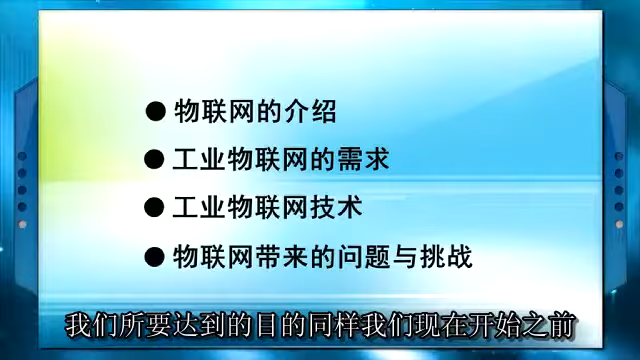 ● 物联网的介绍
● 工业物联网的需求
● 工业物联网技术
● 物联网带来的问题与挑战
我们所要达到的目的同样我们现在开始之前